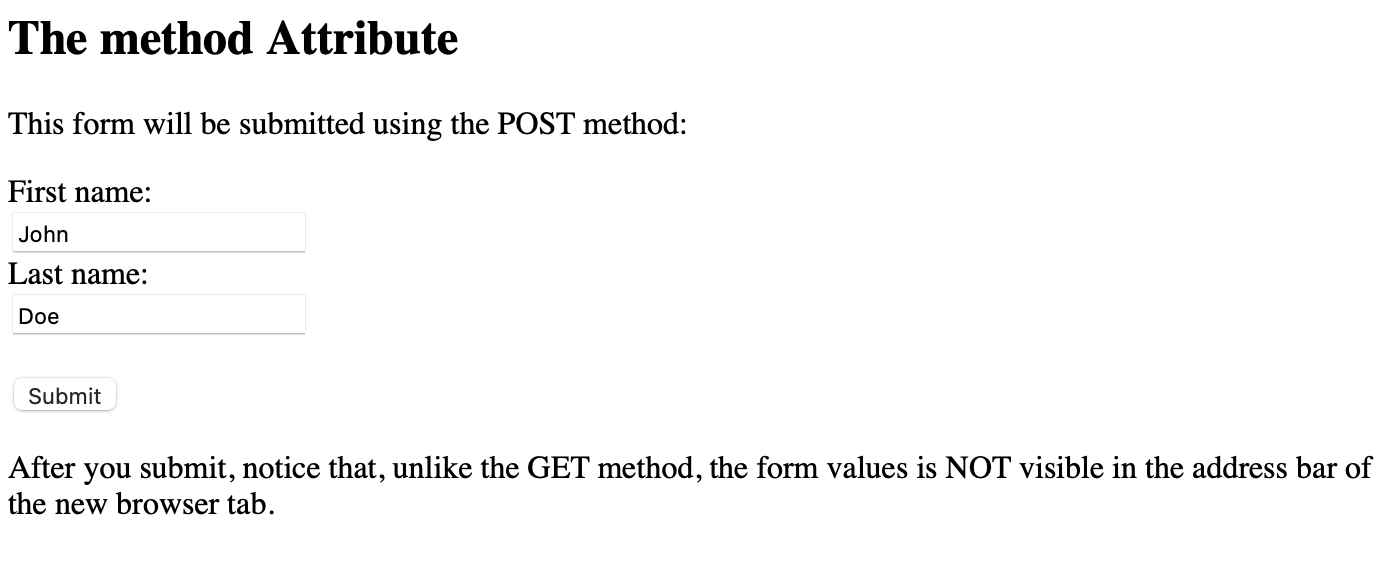 The method Attribute
This form will be submitted using the POST method:
First name:
John
Last name:
Doe
Submit
After you submit, notice that, unlike the GET method, the form values is NOT visible in the address bar of
the new browser tab.